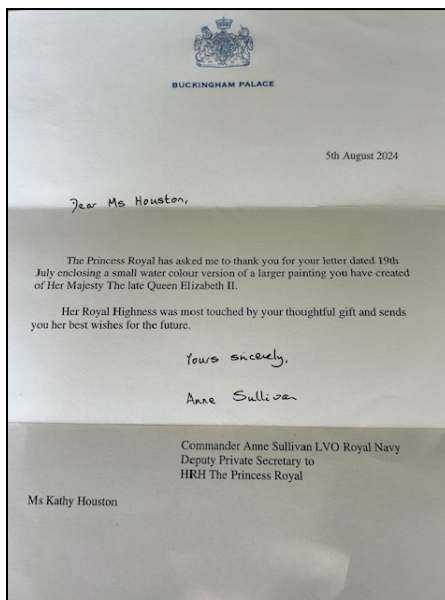 BUCKINGHAM PALACE
5th August 2024
Dear Ms Houston,
The Princess Royal has asked me to thank you for your letter dated 19th
July enclosing a small water colour version of a larger painting you have created
of Her Majesty The late Queen Elizabeth II.
Her Royal Highness was most touched by your thoughtful gift and sends
you her best wishes for the future.
Yours sincerely,
Anne Sullivan
Commander Anne Sullivan LVO Royal Navy
Deputy Private Secretary to
HRH The Princess Royal
Ms Kathy Houston